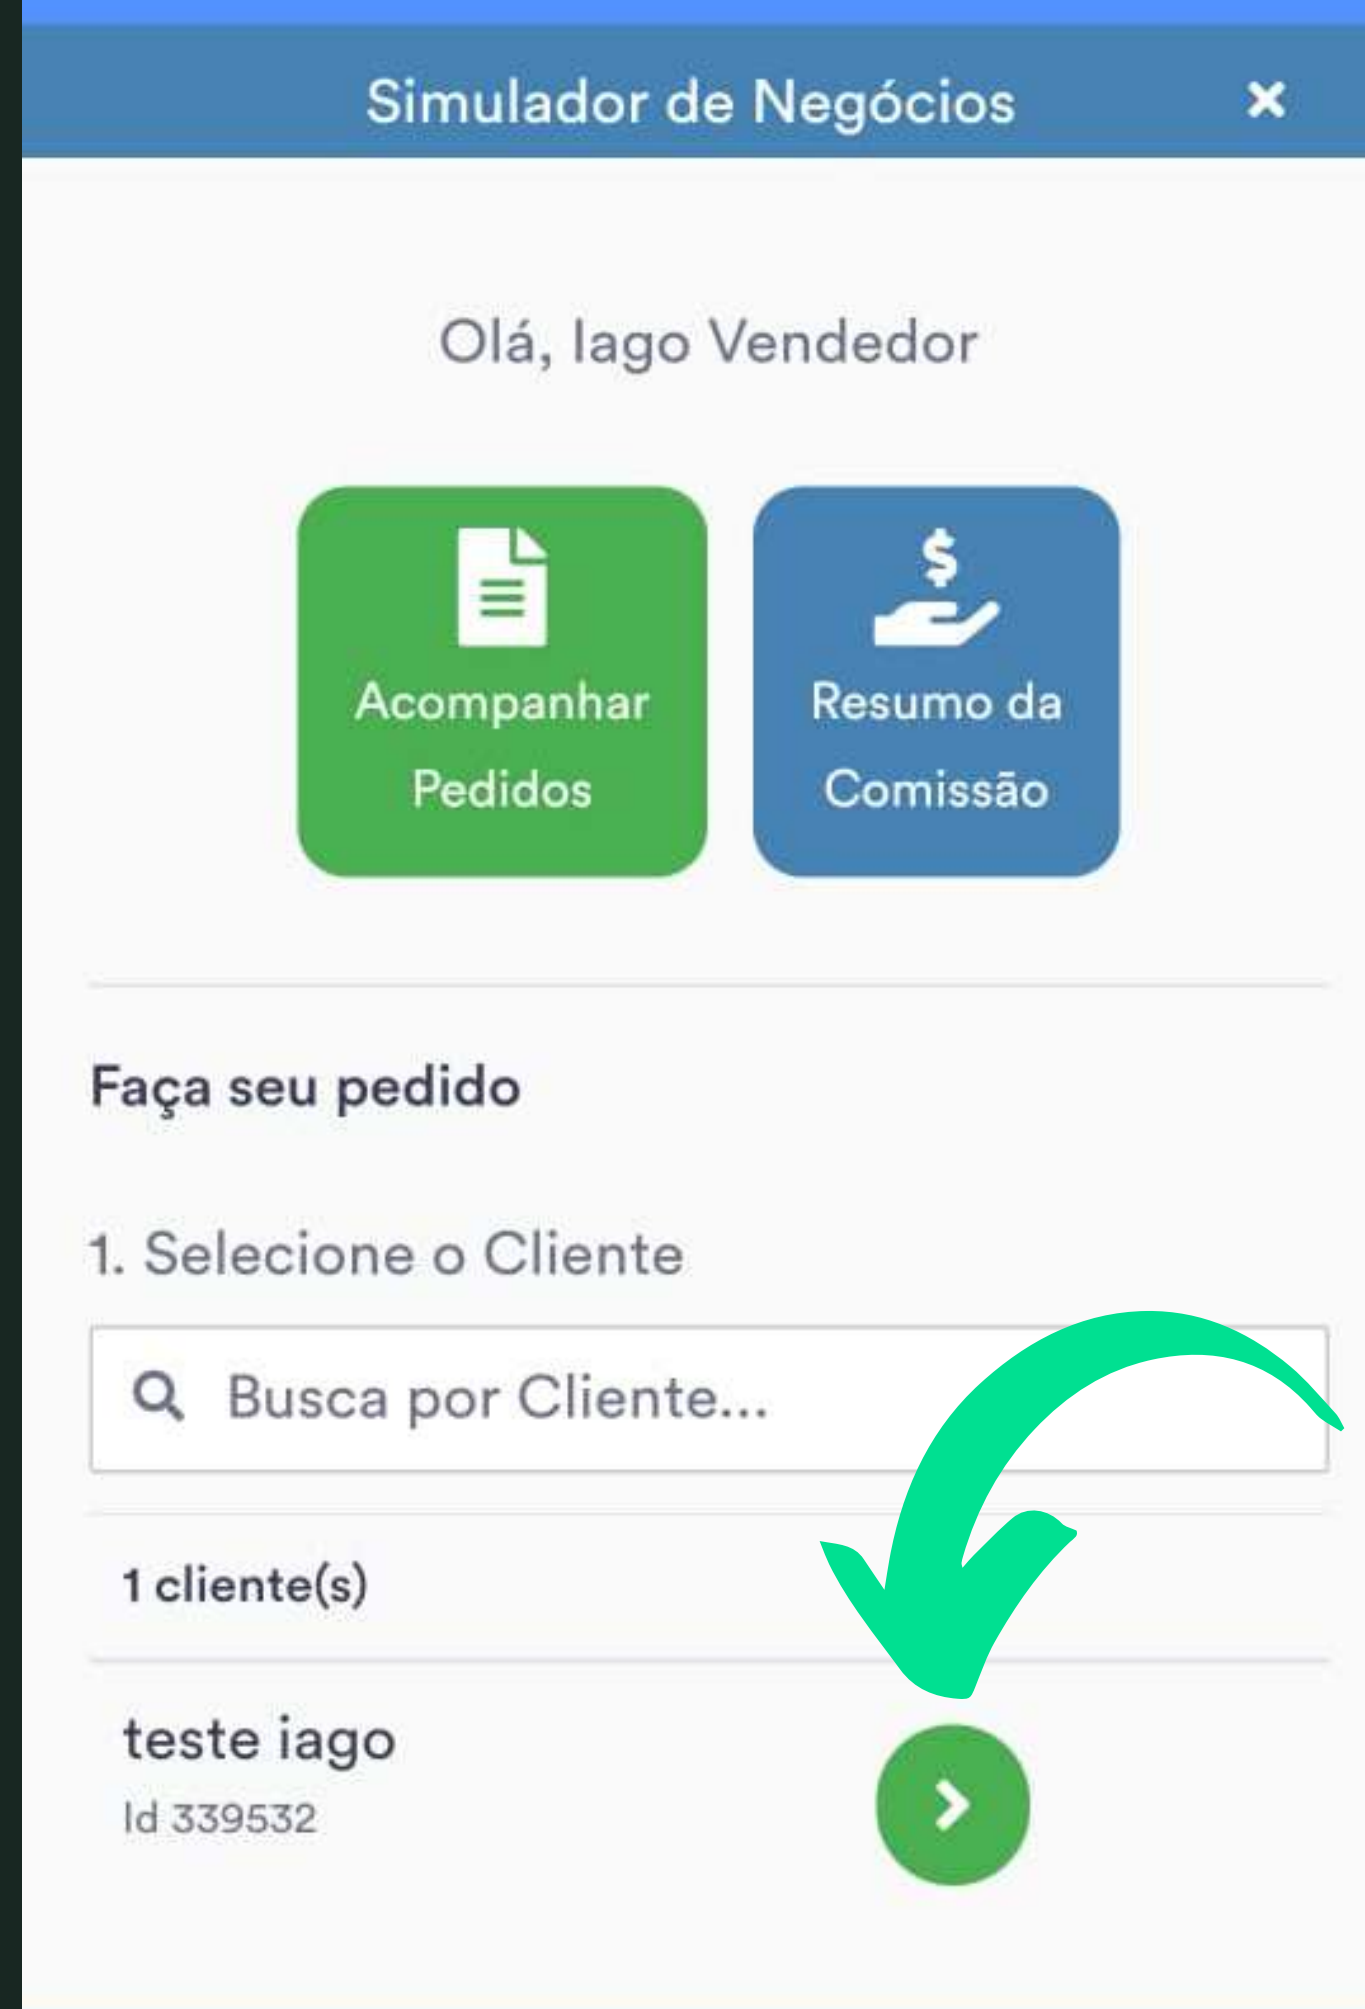 Simulador de Negócios
Olá, Iago Vendedor
Acompanhar
Pedidos
Resumo da
Comissão
Faça seu pedido
1. Selecione o Cliente
Busca por Cliente...
1 cliente(s)
teste iago
Id 339532